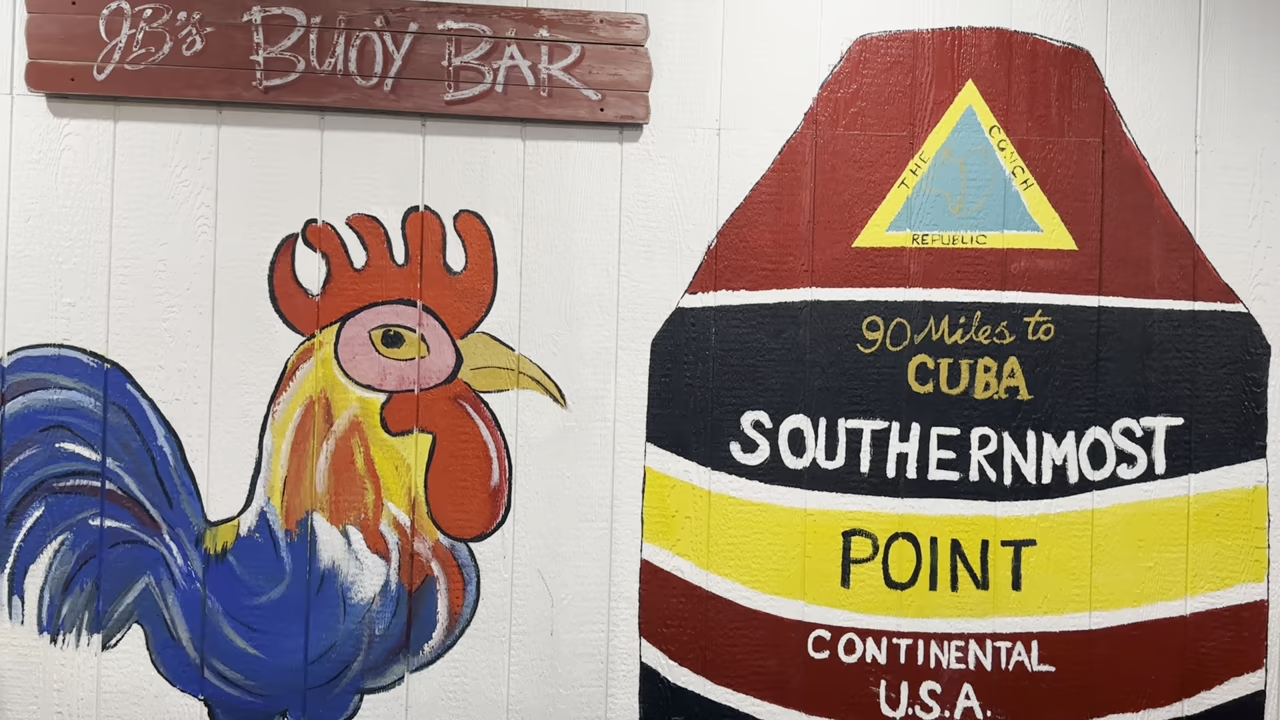 JB's BUOY BAR
THE CONCH
REPUBLIC
90 Miles to
CUBA
SOUTHERNMOST
POINT
CONTINENTAL
U.S.A.